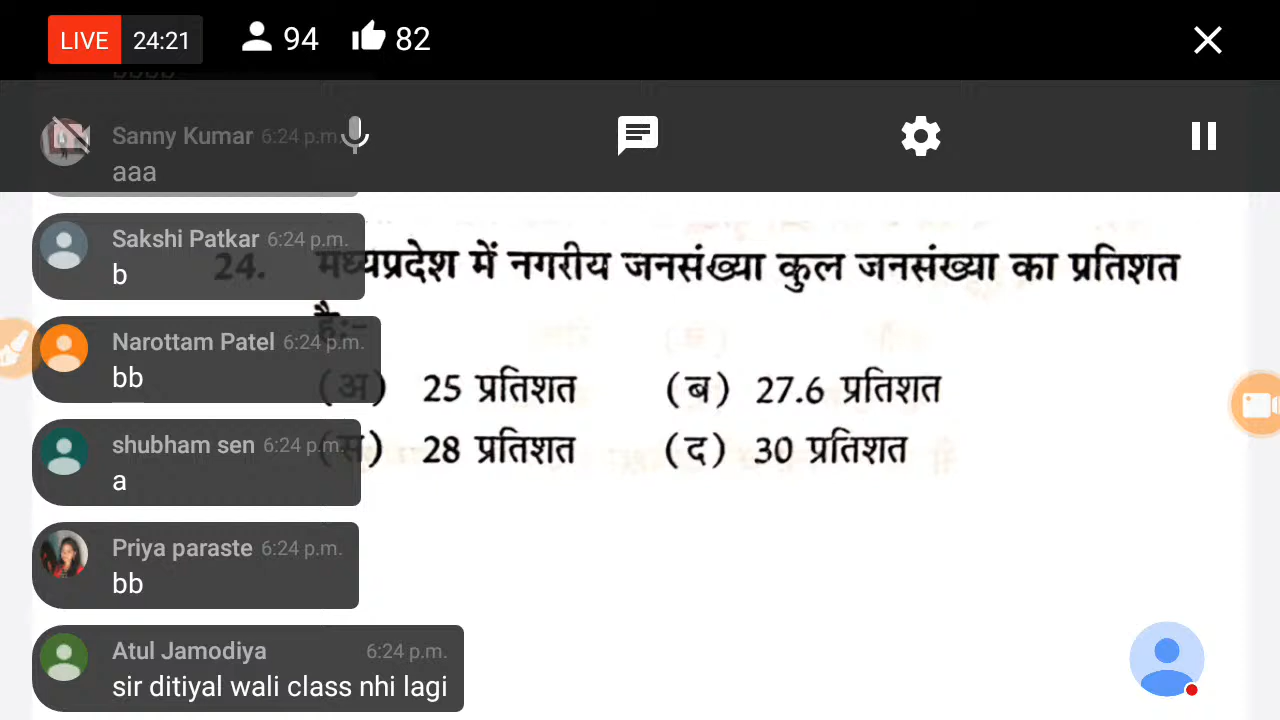 LIVE 24:21 94 82
bbbb
Sanny Kumar 6:24 p.m.
aaa
Sakshi Patkar 6:24 p.m.
b
24. मध्यप्रदेश में नगरीय जनसंख्या कुल जनसंख्या का प्रतिशत
है:-
Narottam Patel 6:24 p.m.
bb
(अ) 25 प्रतिशत (ब) 27.6 प्रतिशत
shubham sen 6:24 p.m.
a
(स) 28 प्रतिशत (द) 30 प्रतिशत
Priya paraste 6:24 p.m.
bb
Atul Jamodiya 6:24 p.m.
sir ditiyal wali class nhi lagi